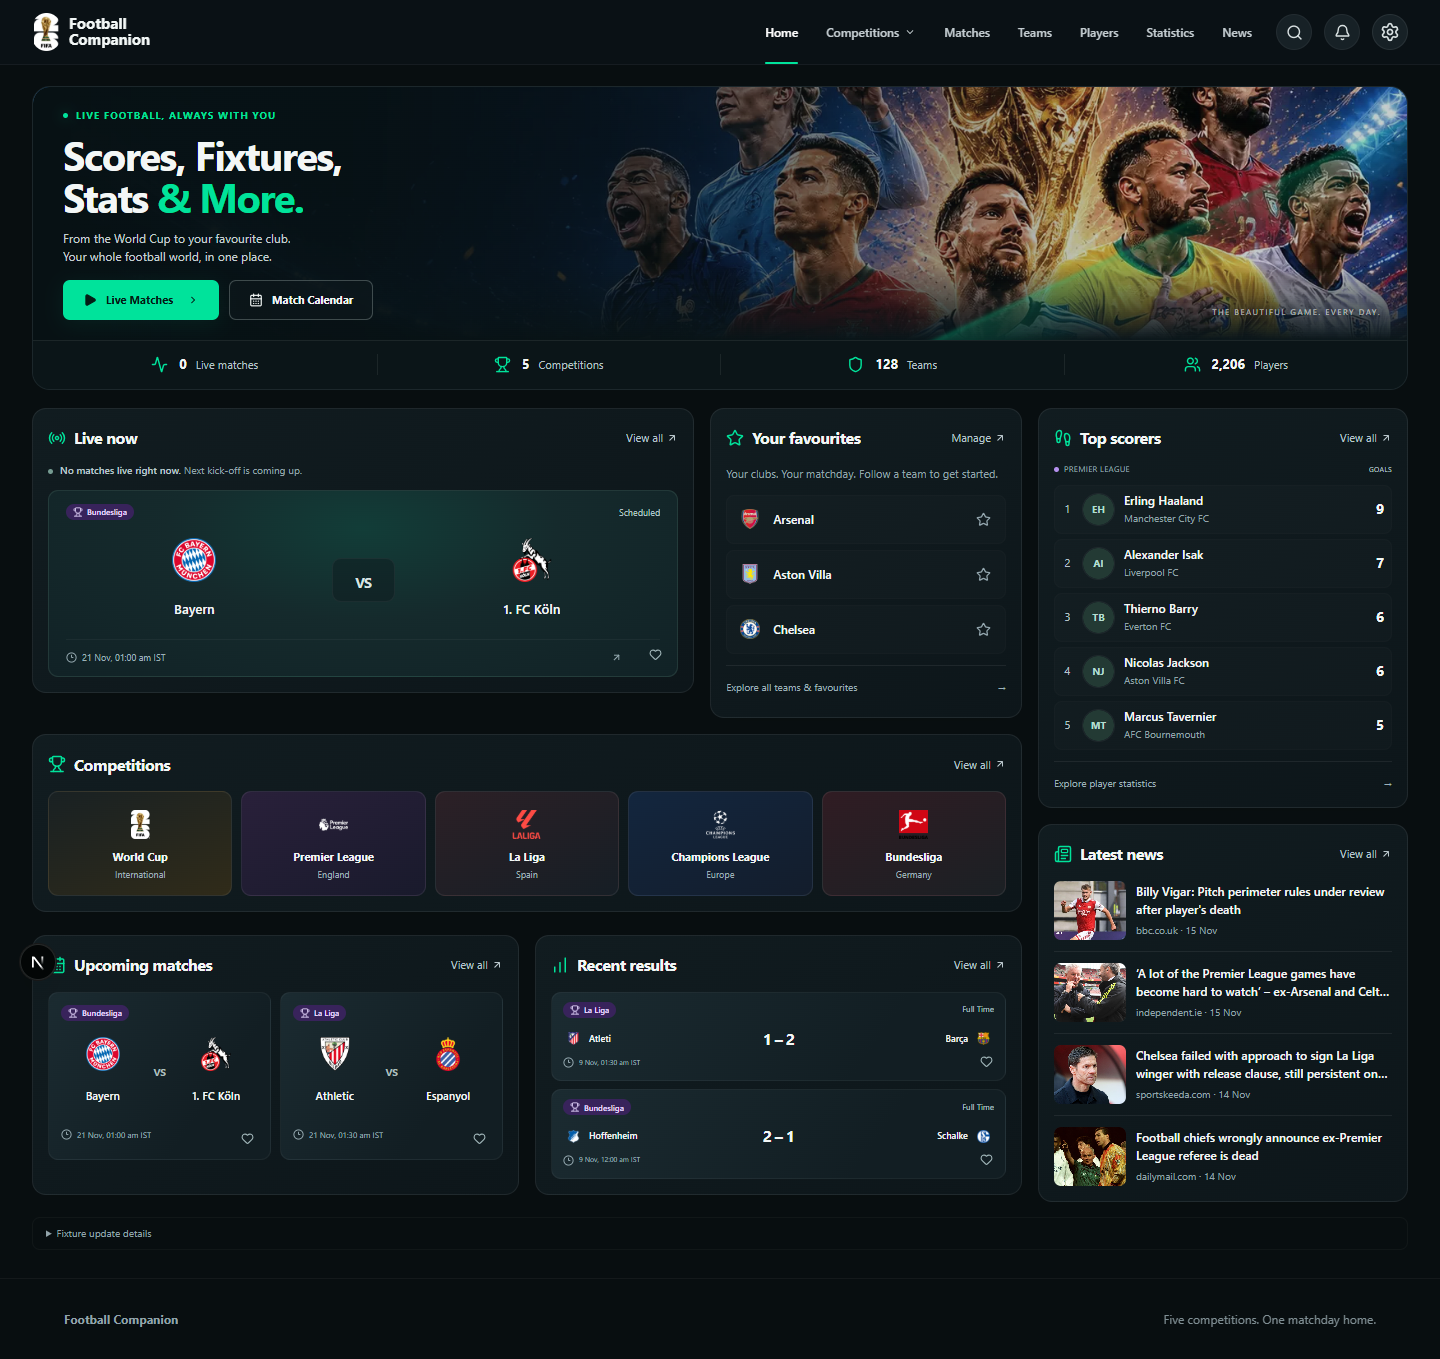 Football
Companion
Home
Competitions
Matches
Teams
Players
Statistics
News
LIVE FOOTBALL, ALWAYS WITH YOU
Scores, Fixtures,
Stats & More.
From the World Cup to your favourite club.
Your whole football world, in one place.
Live Matches
Match Calendar
THE BEAUTIFUL GAME. EVERY DAY.
0 Live matches
5 Competitions
128 Teams
2,206 Players
Live now
View all
No matches live right now. Next kick-off is coming up.
Bundesliga
Scheduled
Bayern
VS
1. FC Köln
21 Nov, 01:00 am IST
Your favourites
Manage
Your clubs. Your matchday. Follow a team to get started.
Arsenal
Aston Villa
Chelsea
Explore all teams & favourites →
Top scorers
View all
PREMIER LEAGUE
GOALS
1 EH Erling Haaland 9
Manchester City FC
2 AI Alexander Isak 7
Liverpool FC
3 TB Thierno Barry 6
Everton FC
4 NJ Nicolas Jackson 6
Aston Villa FC
5 MT Marcus Tavernier 5
AFC Bournemouth
Explore player statistics →
Competitions
View all
FIFA
World Cup
International
Premier
League
Premier League
England
LALIGA
La Liga
Spain
CHAMPIONS
LEAGUE
Champions League
Europe
Bundesliga
Germany
Latest news
View all
Billy Vigar: Pitch perimeter rules under review
after player's death
bbc.co.uk · 15 Nov
‘A lot of the Premier League games have
become hard to watch’ – ex-Arsenal and Celt...
independent.ie · 15 Nov
Chelsea failed with approach to sign La Liga
winger with release clause, still persistent on...
sportskeeda.com · 14 Nov
Football chiefs wrongly announce ex-Premier
League referee is dead
dailymail.com · 14 Nov
N
Upcoming matches
View all
Bundesliga
Bayern
VS
1. FC Köln
21 Nov, 01:00 am IST
La Liga
Athletic
VS
Espanyol
21 Nov, 01:30 am IST
Recent results
View all
La Liga
Full Time
Atleti
1 – 2
Barça
9 Nov, 01:30 am IST
Bundesliga
Full Time
Hoffenheim
2 – 1
Schalke
9 Nov, 12:00 am IST
Fixture update details
Football Companion
Five competitions. One matchday home.